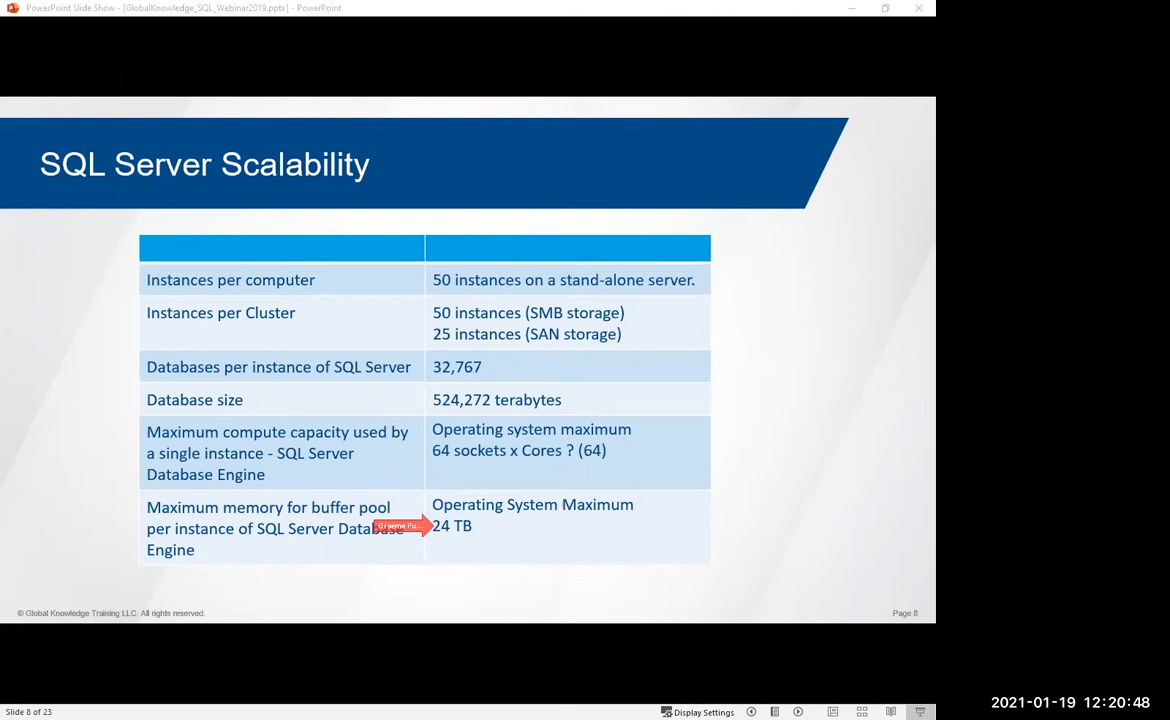 PowerPoint Slide Show - [GlobalKnowledge_SQL_Webinar2019.pptx] - PowerPoint
SQL Server Scalability
Instances per computer
50 instances on a stand-alone server.
Instances per Cluster
50 instances (SMB storage)
25 instances (SAN storage)
Databases per instance of SQL Server
32,767
Database size
524,272 terabytes
Maximum compute capacity used by
a single instance - SQL Server
Database Engine
Operating system maximum
64 sockets x Cores ? (64)
Maximum memory for buffer pool
per instance of SQL Server Database
Engine
Graeme Pu...
Operating System Maximum
24 TB
© Global Knowledge Training LLC. All rights reserved.
Page 8
2021-01-19 12:20:48
Slide 8 of 23
Display Settings